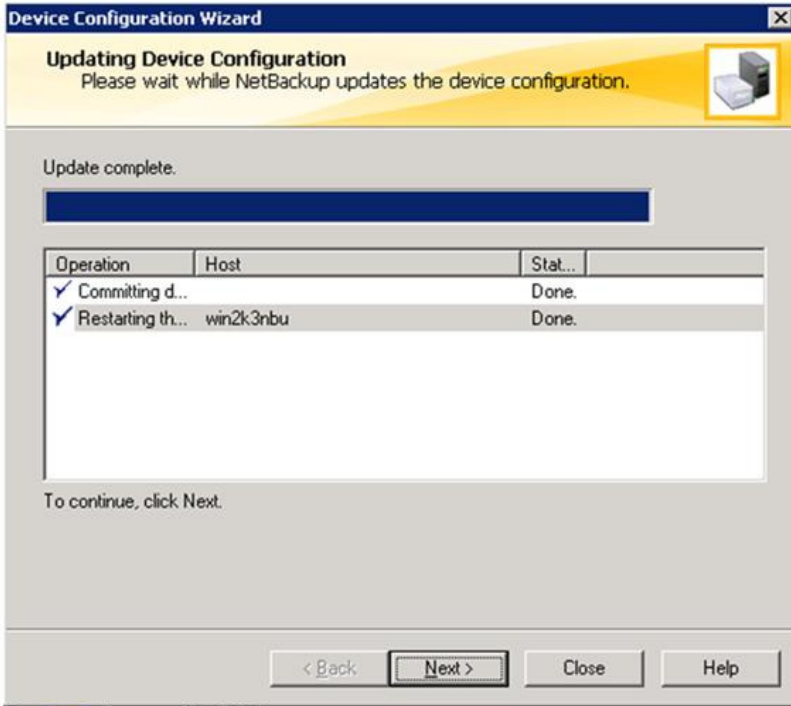 Device Configuration Wizard
Updating Device Configuration
Please wait while NetBackup updates the device configuration.
Update complete.
Operation Host Stat...
Committing d... Done.
Restarting th... win2k3nbu Done.
To continue, click Next.
< Back Next > Close Help